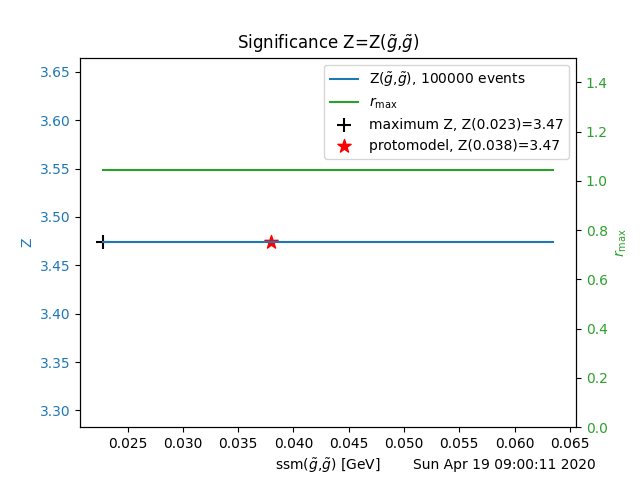 Significance Z=Z(g̃,g̃)
Z(g̃,g̃), 100000 events
r_max
maximum Z, Z(0.023)=3.47
protomodel, Z(0.038)=3.47
3.65
3.60
3.55
3.50
3.45
3.40
3.35
3.30
Z
1.4
1.2
1.0
0.8
0.6
0.4
0.2
0.0
r_max
0.025 0.030 0.035 0.040 0.045 0.050 0.055 0.060 0.065
ssm(g̃,g̃) [GeV]
Sun Apr 19 09:00:11 2020